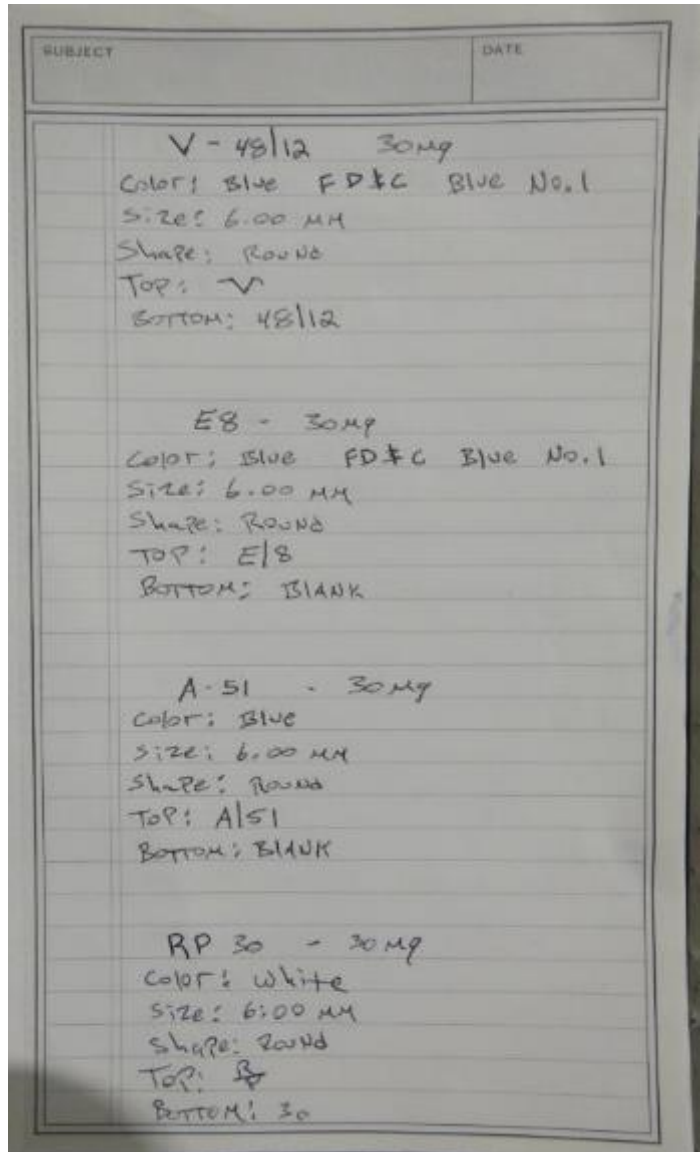 SUBJECT
DATE
V - 48/12 30mg
Color: Blue FD&C Blue No.1
Size: 6.00 MM
Shape: Round
Top: V
Bottom: 48/12
E8 - 30mg
Color: Blue FD&C Blue No.1
Size: 6.00 MM
Shape: Round
TOP: E/8
Bottom: BLANK
A-51 - 30mg
Color: Blue
Size: 6.00 MM
Shape: Round
TOP: A/51
Bottom: BLANK
RP 30 - 30mg
Color: White
Size: 6:00 MM
Shape: Round
TOP: RP
Bottom: 30